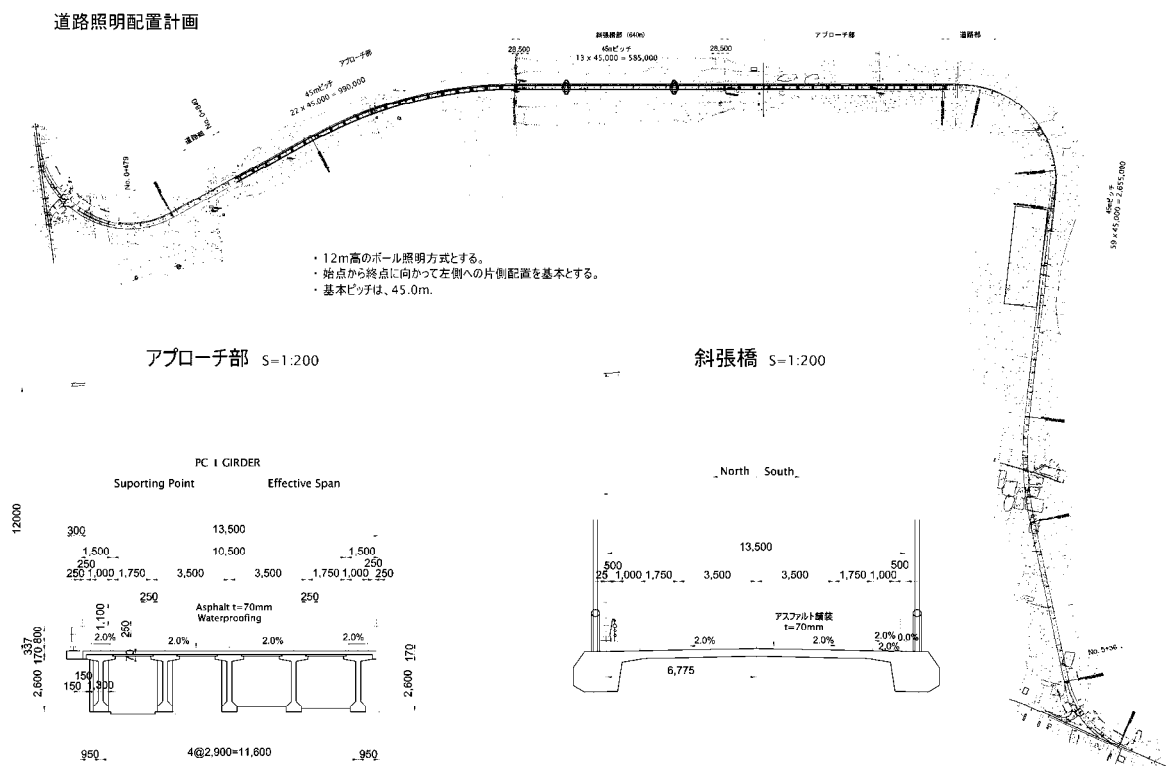 道路照明配置計画
斜張橋部 (640m)
アプローチ部
道路部
28,500
45mピッチ
28,500
13 x 45,000 = 585,000
アプローチ部
45mピッチ
22 x 45,000 = 990,000
No. 0+840
道路部
No. 0+479
45mピッチ
59 x 45,000 = 2,655,000
・12m高のポール照明方式とする。
・始点から終点に向かって左側への片側配置を基本とする。
・基本ピッチは、45.0m.
アプローチ部 S=1:200
斜張橋 S=1:200
PC I GIRDER
Suporting Point
Effective Span
12000
300
13,500
1,500
10,500
1,500
250
250
250
1,000
1,750
3,500
3,500
1,750
1,000
250
250
250
1,100
Asphalt t=70mm
Waterproofing
260
2.0%
2.0%
2.0%
2.0%
337
800
170
70
170
2,600
150
150
1,300
2,600
950
4@2,900=11,600
950
North
South
13,500
500
500
25
1,000
1,750
3,500
3,500
1,750
1,000
アスファルト舗装
t=70mm
2.0%
2.0%
2.0%
0.0%
2.0%
6,775